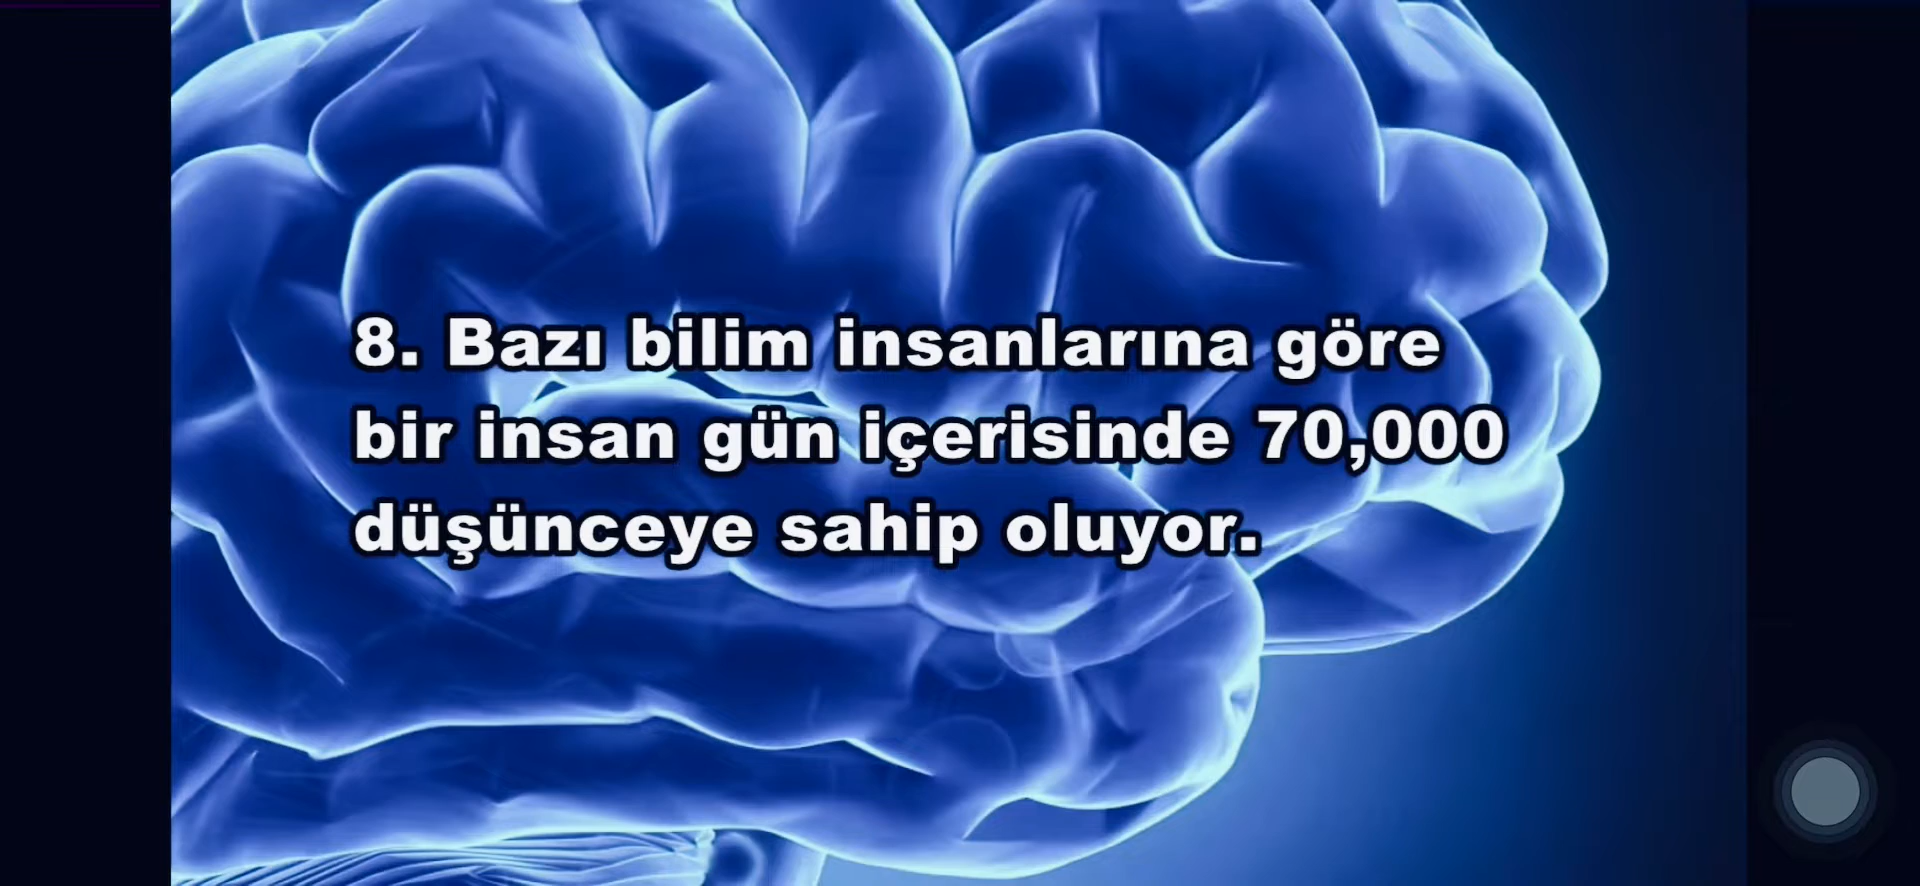 8. Bazı bilim insanlarına göre
bir insan gün içerisinde 70,000
düşünceye sahip oluyor.